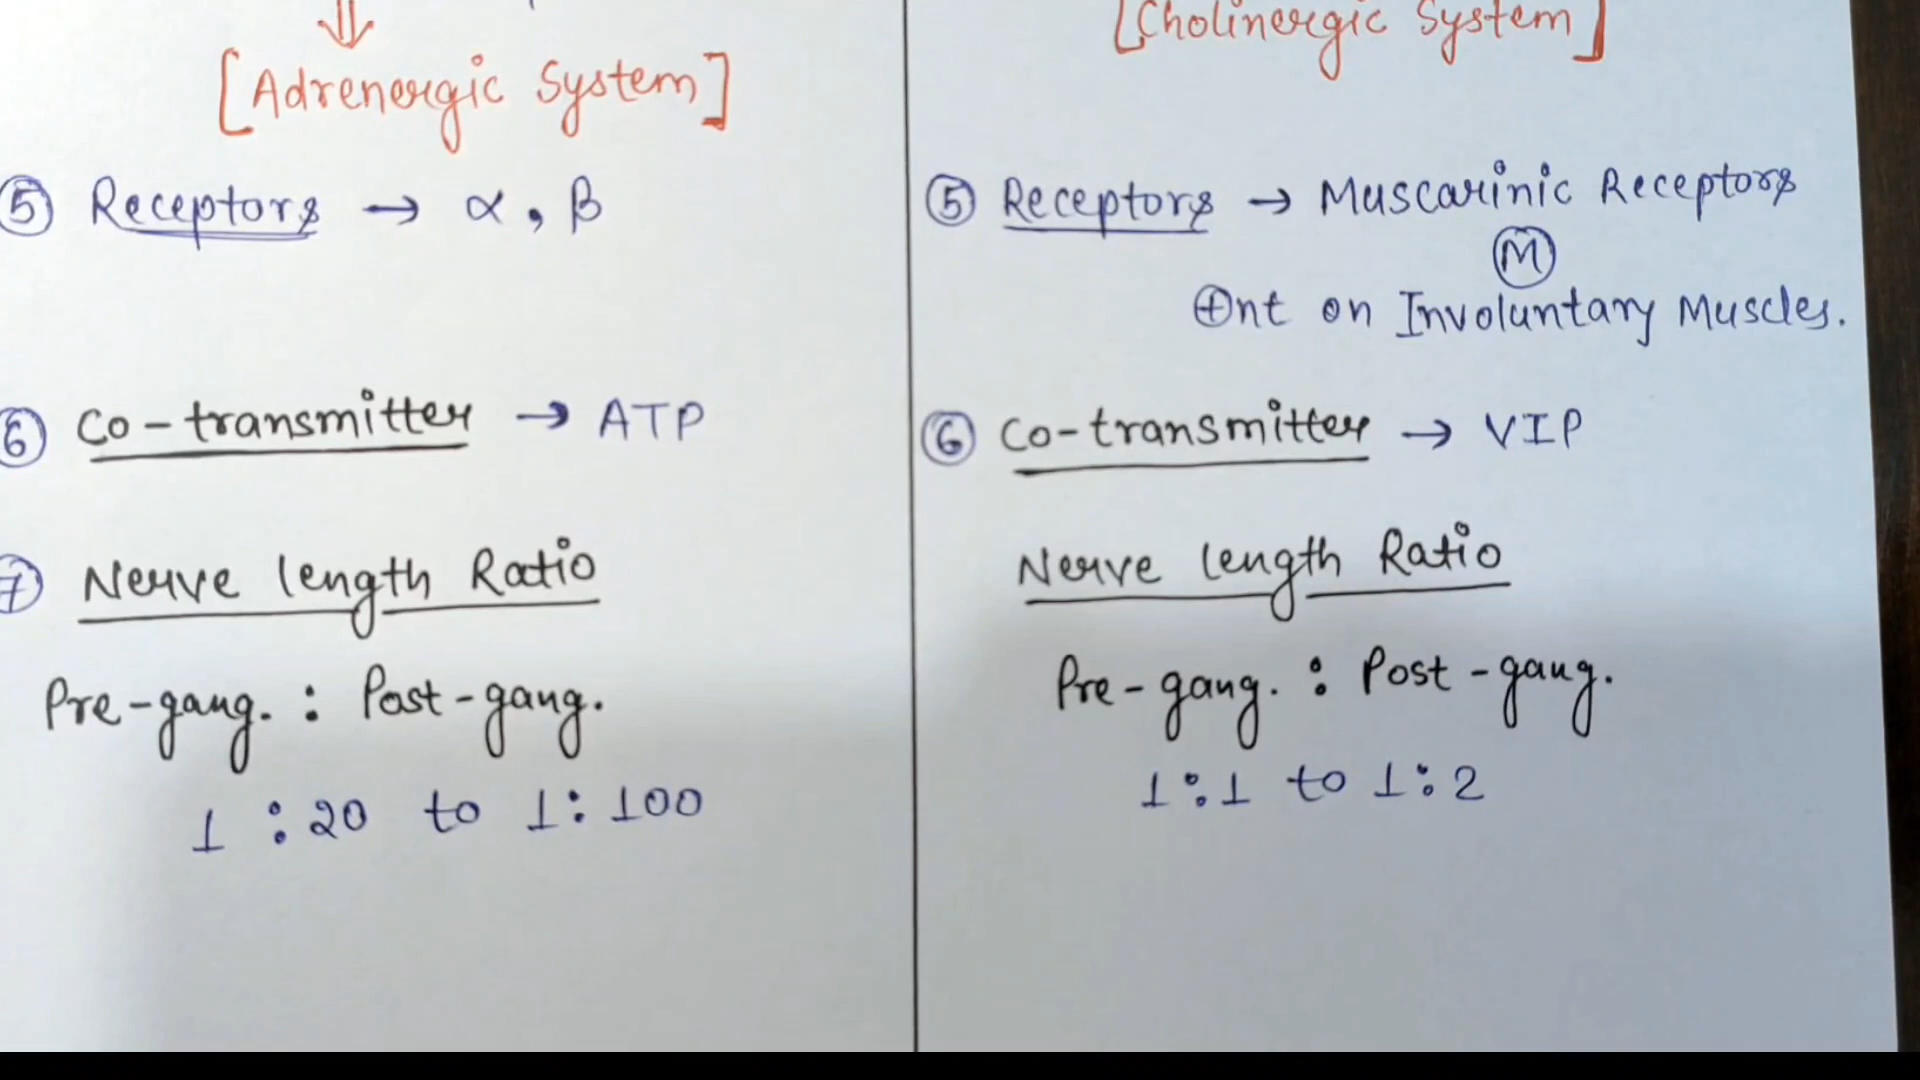 [Adrenergic System]
⑤ Receptors → α, β
⑥ Co-transmitter → ATP
⑦ Nerve length Ratio
Pre-gang. : Post-gang.
1 : 20 to 1 : 100
[Cholinergic System]
⑤ Receptors → Muscarinic Receptors
Ⓜ
⊕nt on Involuntary Muscles.
⑥ Co-transmitter → VIP
Nerve length Ratio
Pre-gang. : Post-gang.
1 : 1 to 1 : 2